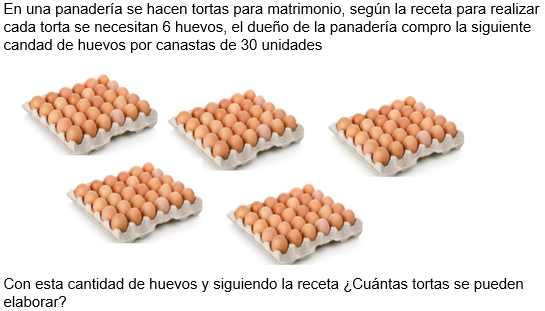 En una panadería se hacen tortas para matrimonio, según la receta para realizar
cada torta se necesitan 6 huevos, el dueño de la panadería compro la siguiente
candad de huevos por canastas de 30 unidades
Con esta cantidad de huevos y siguiendo la receta ¿Cuántas tortas se pueden
elaborar?